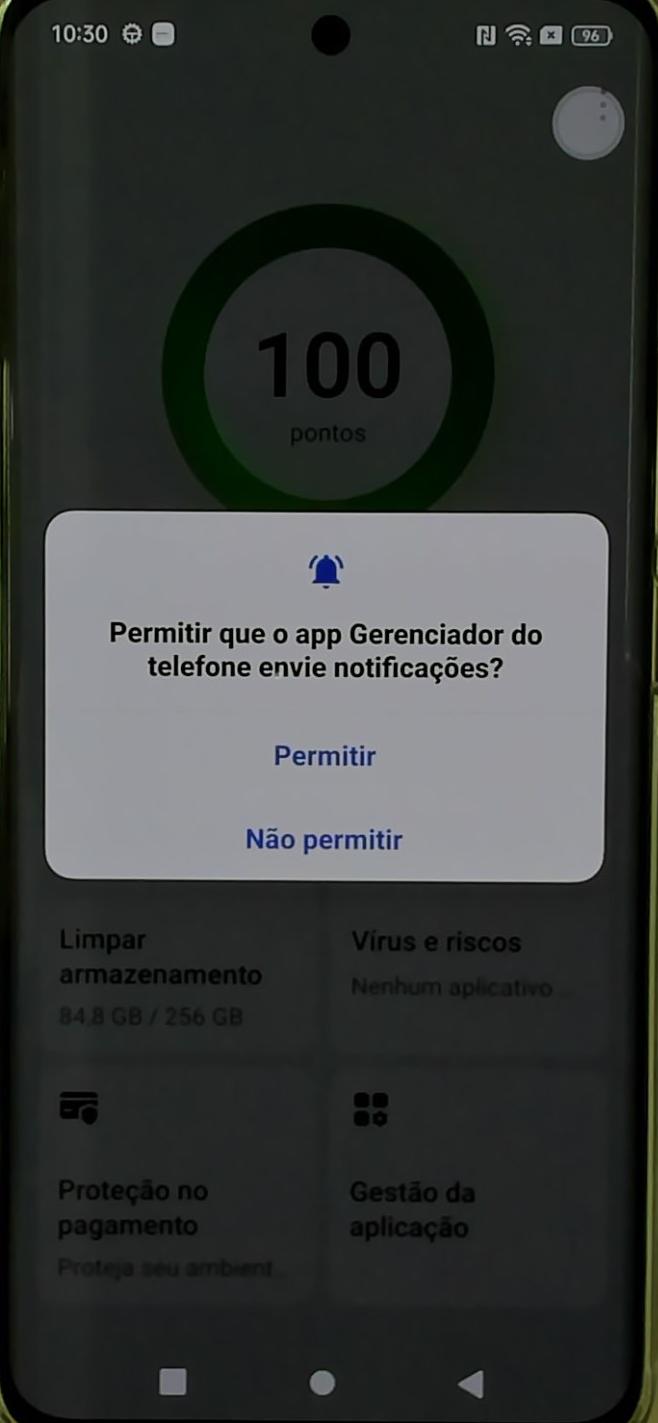 10:30
96
100
pontos
Permitir que o app Gerenciador do
telefone envie notificações?
Permitir
Não permitir
Limpar
armazenamento
84,8 GB / 256 GB
Vírus e riscos
Nenhum aplicativo ...
Proteção no
pagamento
Proteja seu ambient...
Gestão da
aplicação